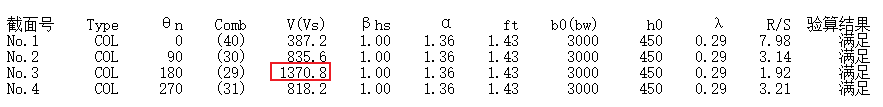 截面号 Type θn Comb V(Vs) βhs α ft b0(bw) h0 λ R/S 验算结果
No.1 COL 0 (40) 387.2 1.00 1.36 1.43 3000 450 0.29 7.98 满足
No.2 COL 90 (30) 835.6 1.00 1.36 1.43 3000 450 0.29 3.14 满足
No.3 COL 180 (29) 1370.8 1.00 1.36 1.43 3000 450 0.29 1.92 满足
No.4 COL 270 (31) 818.2 1.00 1.36 1.43 3000 450 0.29 3.21 满足